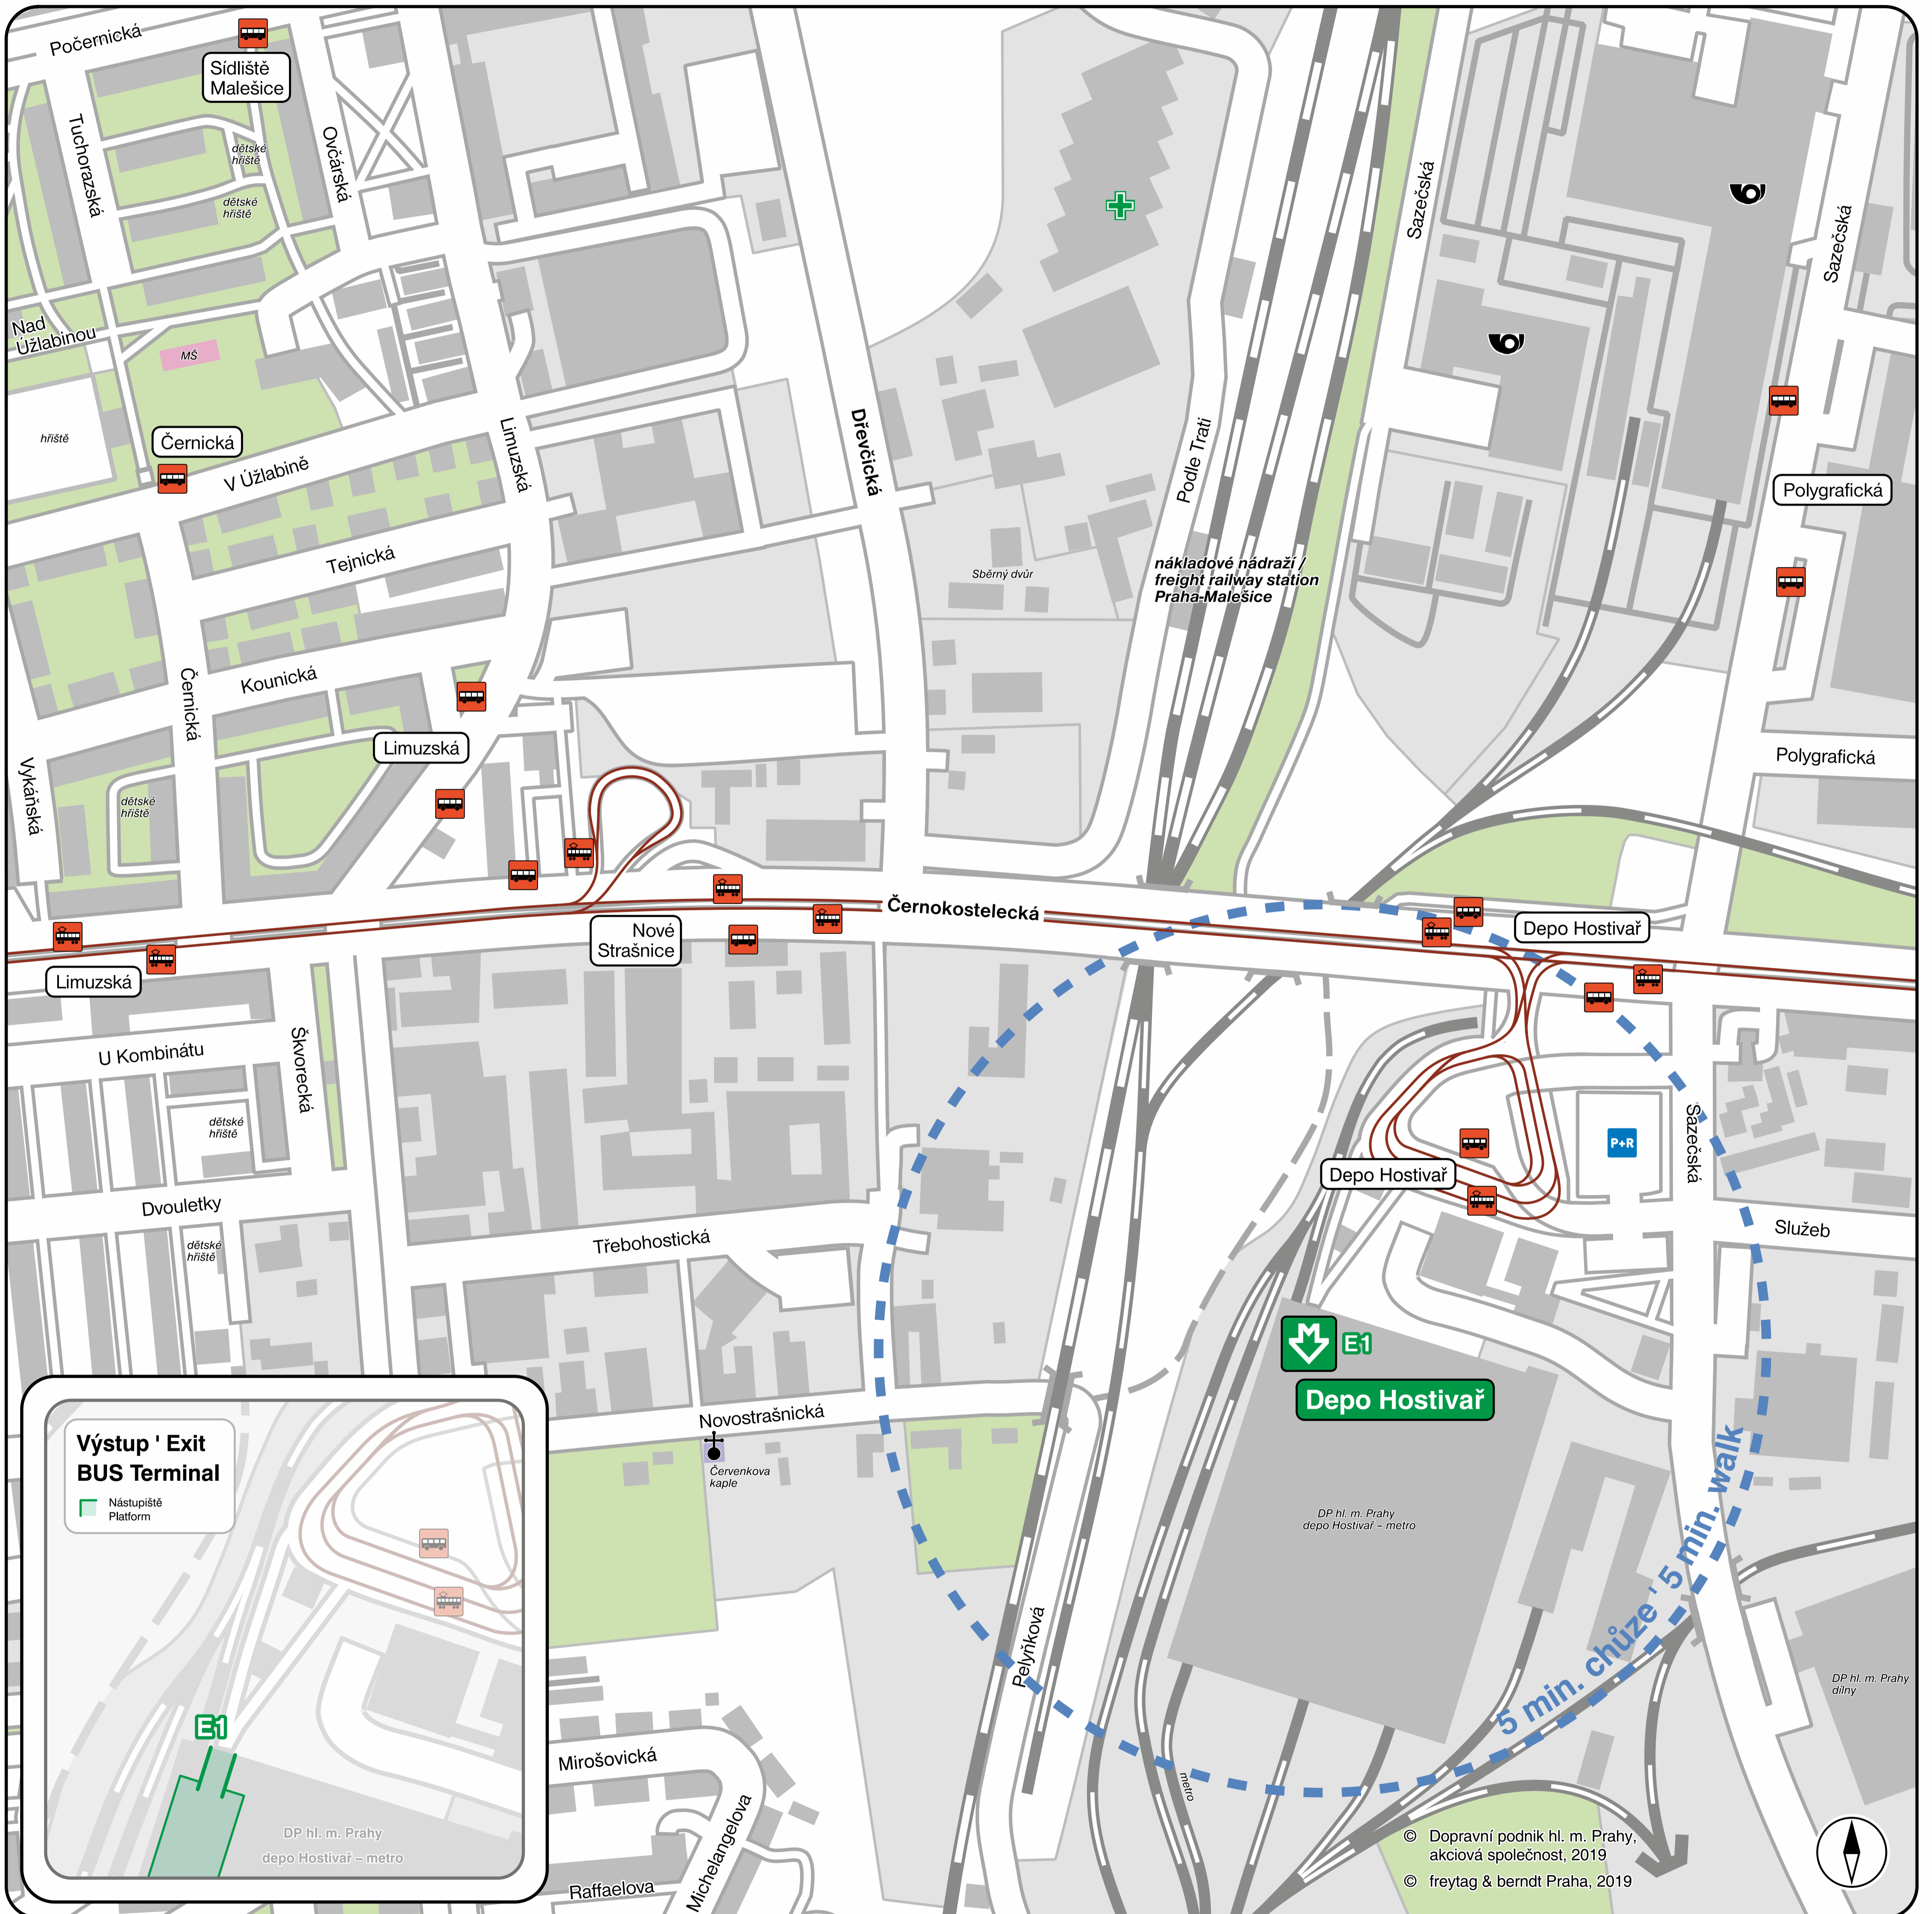 Počernická
Sídliště
Malešice
Tuchorazská
Ovčárská
dětské
hřiště
dětské
hřiště
Sazečská
Sazečská
Nad
Úžlabinou
MŠ
hřiště
Černická
V Úžlabině
Limuzská
Dřevčická
Podle Trati
Polygrafická
Tejnická
Sběrný dvůr
nákladové nádraží /
freight railway station
Praha-Malešice
Kounická
Černická
Limuzská
Polygrafická
Vykáňská
dětské
hřiště
Černokostelecká
Nové
Strašnice
Depo Hostivař
Limuzská
U Kombinátu
Škvorecká
dětské
hřiště
Sazečská
P+R
Depo Hostivař
Dvouletky
Třebohostická
Služeb
dětské
hřiště
M
E1
Depo Hostivař
Novostrašnická
Červenkova
kaple
Výstup ' Exit
BUS Terminal
Nástupiště
Platform
DP hl. m. Prahy
depo Hostivař – metro
5 min. chůze ' 5 min. walk
Pelyňková
DP hl. m. Prahy
dílny
E1
Mirošovická
metro
Michelangelova
DP hl. m. Prahy
depo Hostivař – metro
Raffaelova
© Dopravní podnik hl. m. Prahy,
akciová společnost, 2019
© freytag & berndt Praha, 2019